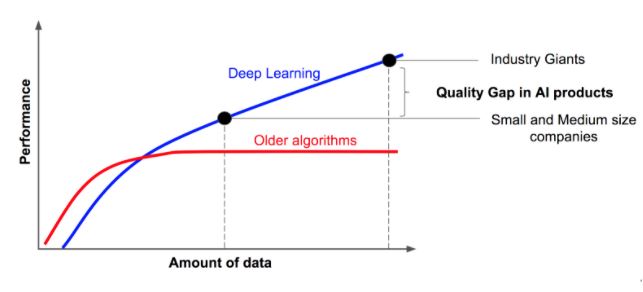 Industry Giants
Deep Learning
Quality Gap in AI products
Small and Medium size
companies
Older algorithms
Performance
Amount of data